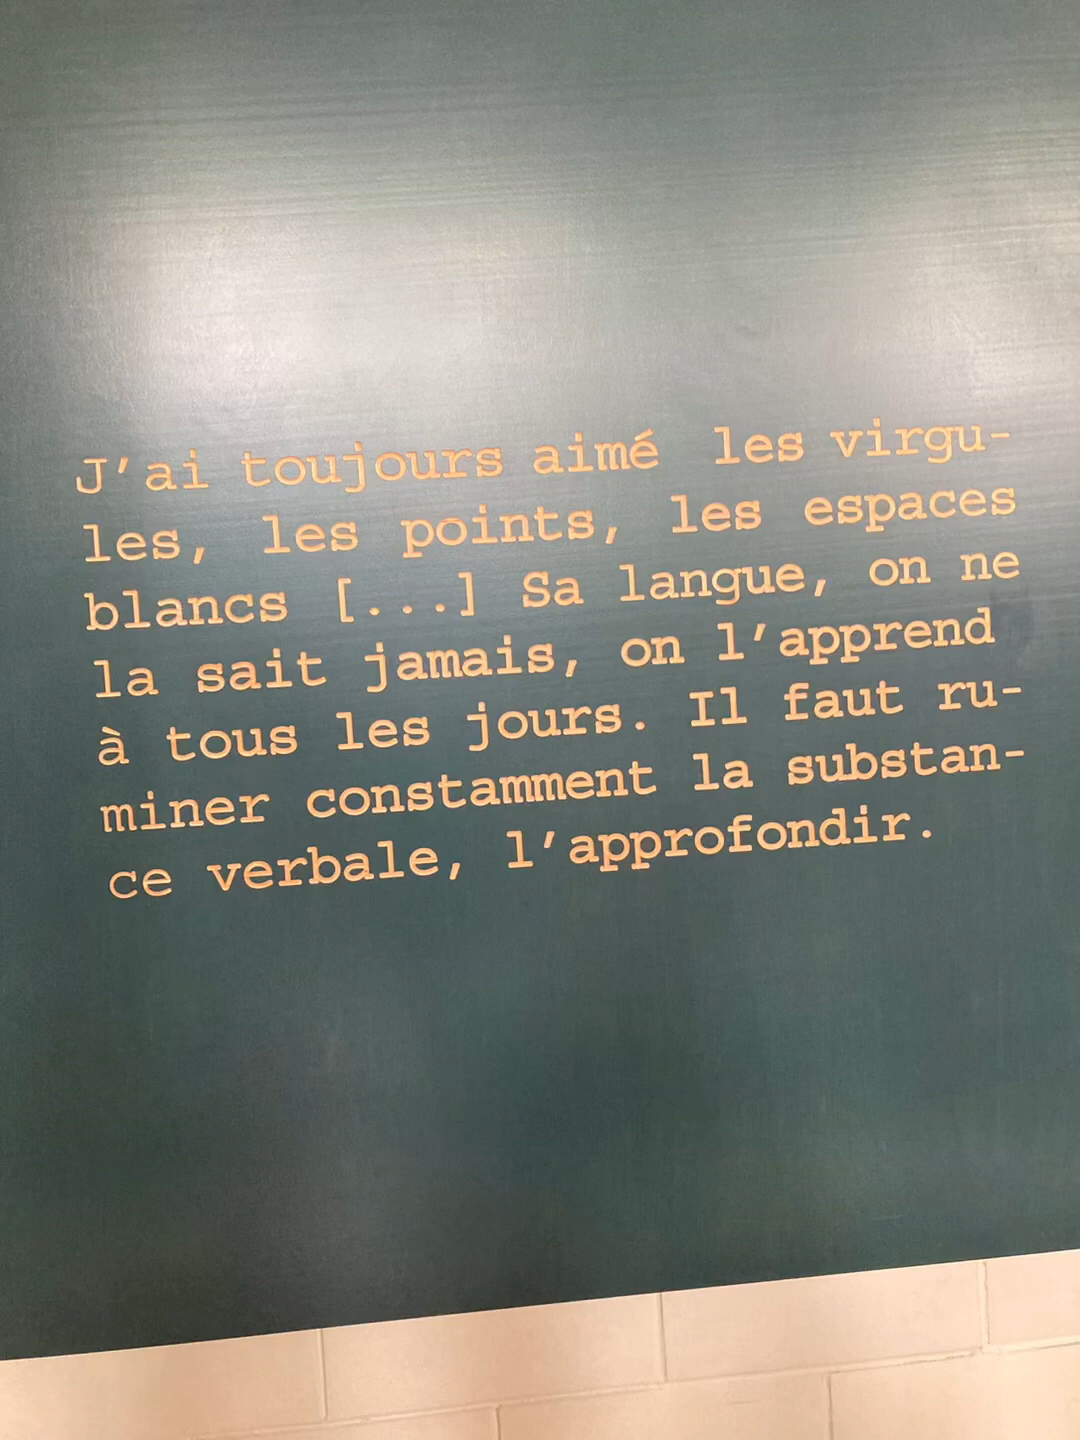 J'ai toujours aimé les virgu-
les, les points, les espaces
blancs [...] Sa langue, on ne
la sait jamais, on l'apprend
à tous les jours. Il faut ru-
miner constamment la substan-
ce verbale, l'approfondir.